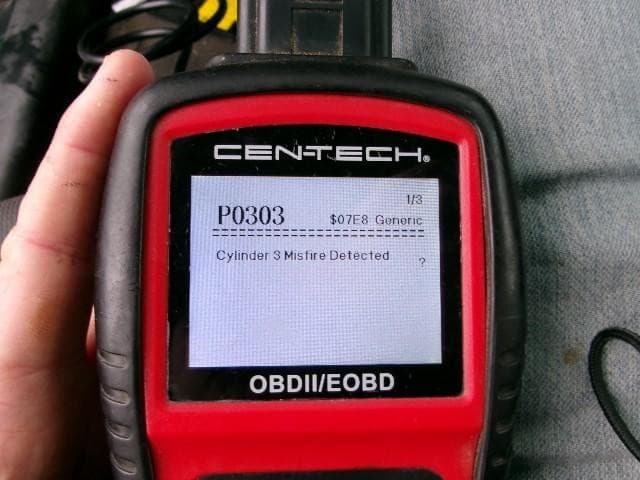 CEN-TECH®
1/3
P0303 $07E8 Generic
================================
Cylinder 3 Misfire Detected
?
OBDII/EOBD